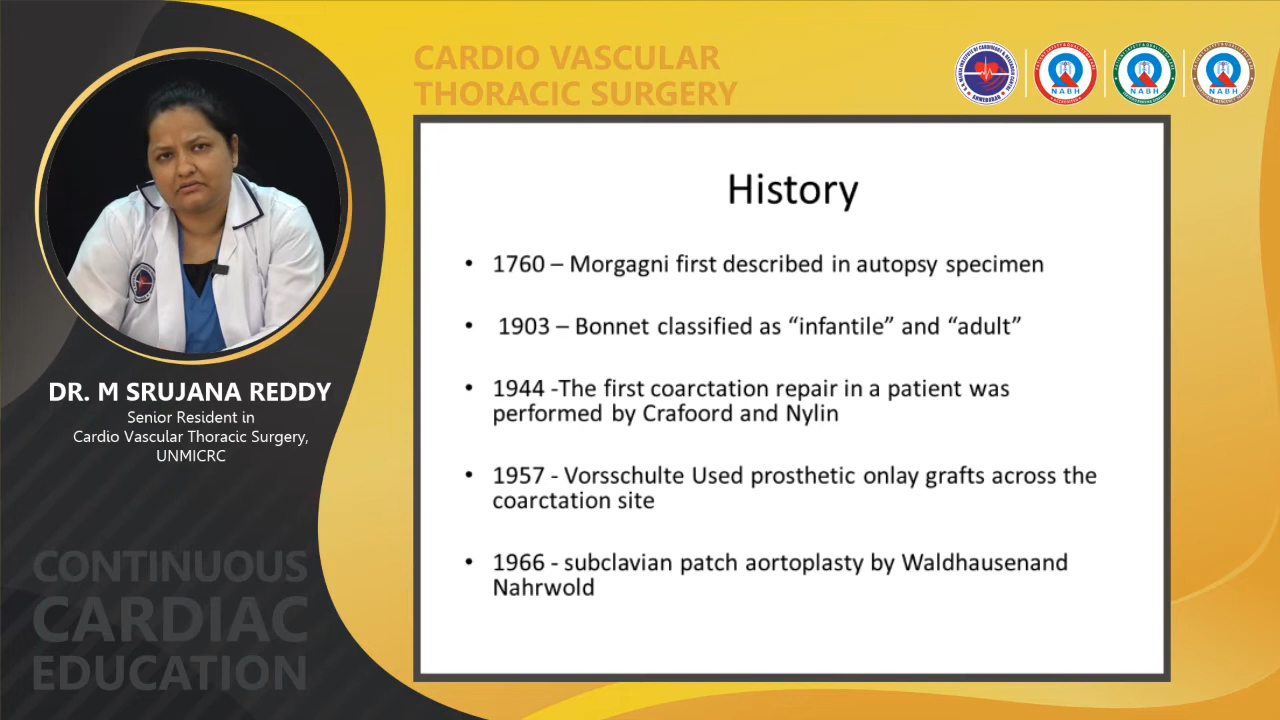 CARDIO VASCULAR
THORACIC SURGERY
NABH
NABH
NABH
History
• 1760 – Morgagni first described in autopsy specimen
• 1903 – Bonnet classified as “infantile” and “adult”
• 1944 -The first coarctation repair in a patient was
performed by Crafoord and Nylin
• 1957 - Vorsschulte Used prosthetic onlay grafts across the
coarctation site
• 1966 - subclavian patch aortoplasty by Waldhausenand
Nahrwold
DR. M SRUJANA REDDY
Senior Resident in
Cardio Vascular Thoracic Surgery,
UNMICRC
CONTINUOUS
CARDIAC
EDUCATION